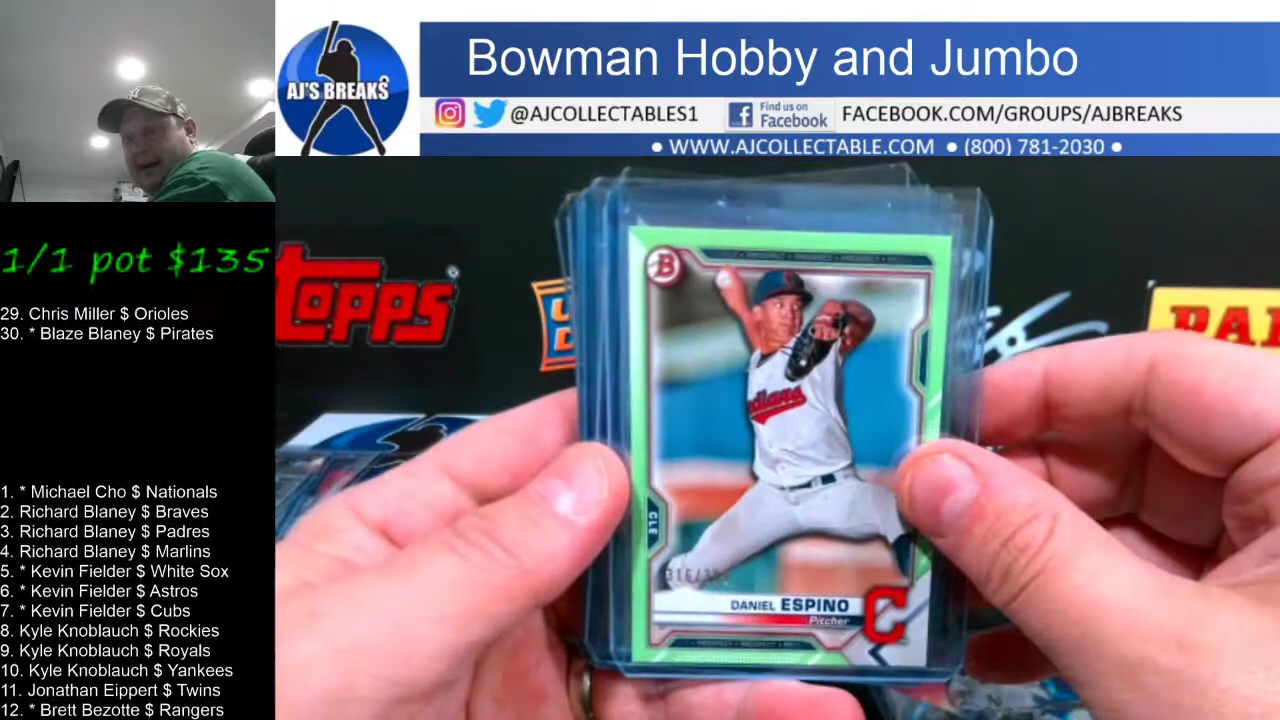 Bowman Hobby and Jumbo
AJ'S BREAKS
@AJCOLLECTABLES1
Find us on
Facebook
FACEBOOK.COM/GROUPS/AJBREAKS
• WWW.AJCOLLECTABLE.COM • (800) 781-2030 •
1/1 pot $135
29. Chris Miller $ Orioles
30. * Blaze Blaney $ Pirates
1. * Michael Cho $ Nationals
2. Richard Blaney $ Braves
3. Richard Blaney $ Padres
4. Richard Blaney $ Marlins
5. * Kevin Fielder $ White Sox
6. * Kevin Fielder $ Astros
7. * Kevin Fielder $ Cubs
8. Kyle Knoblauch $ Rockies
9. Kyle Knoblauch $ Royals
10. Kyle Knoblauch $ Yankees
11. Jonathan Eippert $ Twins
12. * Brett Bezotte $ Rangers
topps
B
Indians
CLE
DANIEL ESPINO
Pitcher
C